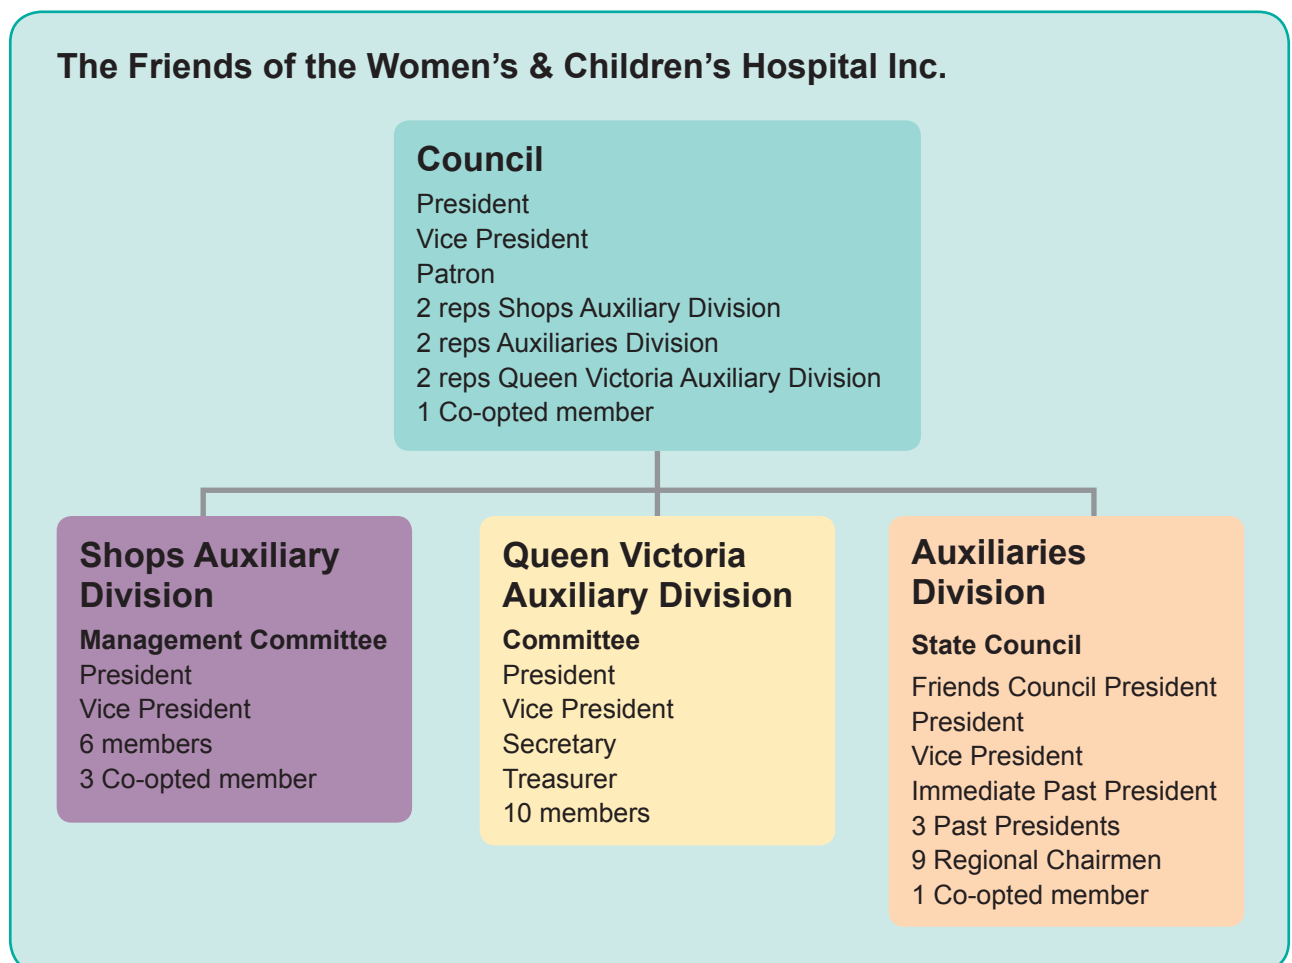 The Friends of the Women’s & Children’s Hospital Inc.
Council
President
Vice President
Patron
2 reps Shops Auxiliary Division
2 reps Auxiliaries Division
2 reps Queen Victoria Auxiliary Division
1 Co-opted member
Shops Auxiliary
Division
Management Committee
President
Vice President
6 members
3 Co-opted member
Queen Victoria
Auxiliary Division
Committee
President
Vice President
Secretary
Treasurer
10 members
Auxiliaries
Division
State Council
Friends Council President
President
Vice President
Immediate Past President
3 Past Presidents
9 Regional Chairmen
1 Co-opted member